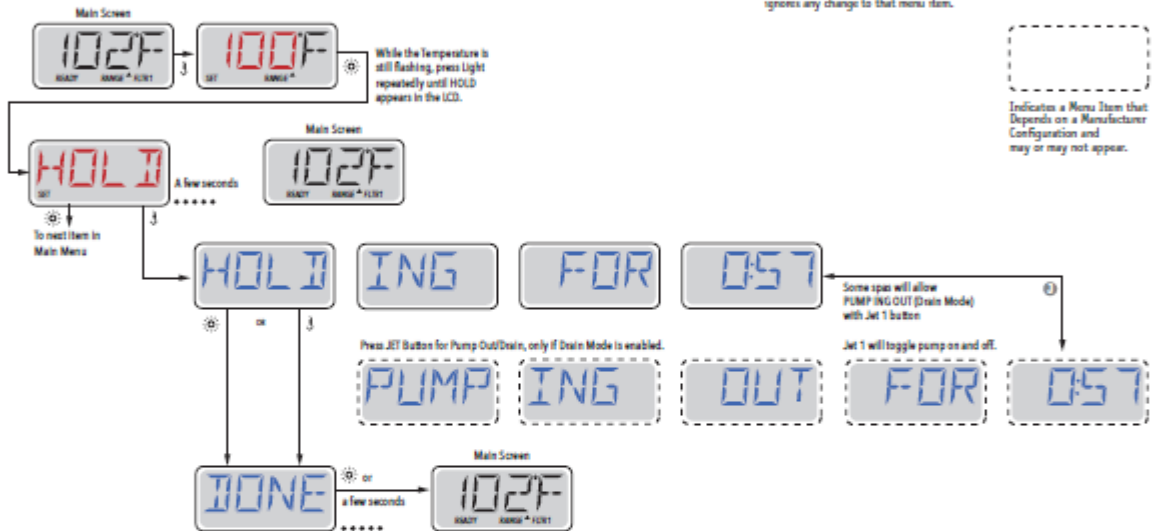 ignores any change to that menu item.
Main Screen
102°F
READY RANGE FLTR1
100°F
SET RANGE
While the Temperature is
still flashing, press Light
repeatedly until HOLD
appears in the LCD.
Indicates a Menu Item that
Depends on a Manufacturer
Configuration and
may or may not appear.
HOLD
SET
A few seconds
Main Screen
102°F
READY RANGE FLTR1
To next item in
Main Menu
HOLD
ING
FOR
0:57
Some spas will allow
PUMP ING OUT (Drain Mode)
with Jet 1 button
OR
Press JET Button for Pump Out/Drain, only if Drain Mode is enabled.
Jet 1 will toggle pump on and off.
PUMP
ING
OUT
FOR
0:57
DONE
or
a few seconds
Main Screen
102°F
READY RANGE FLTR1